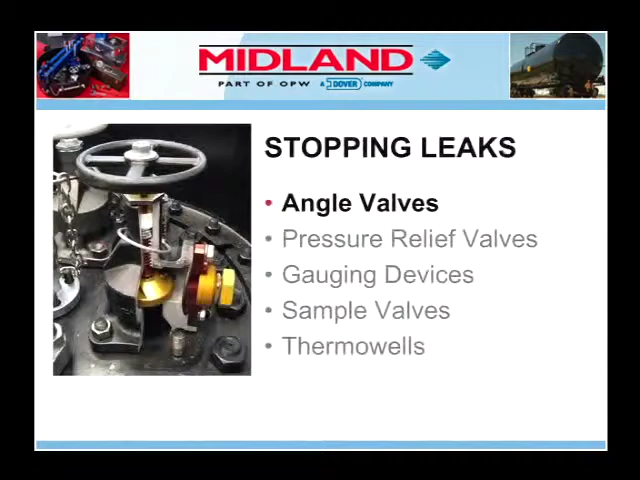 MIDLAND
PART OF OPW & DOVER COMPANY
STOPPING LEAKS
• Angle Valves
• Pressure Relief Valves
• Gauging Devices
• Sample Valves
• Thermowells